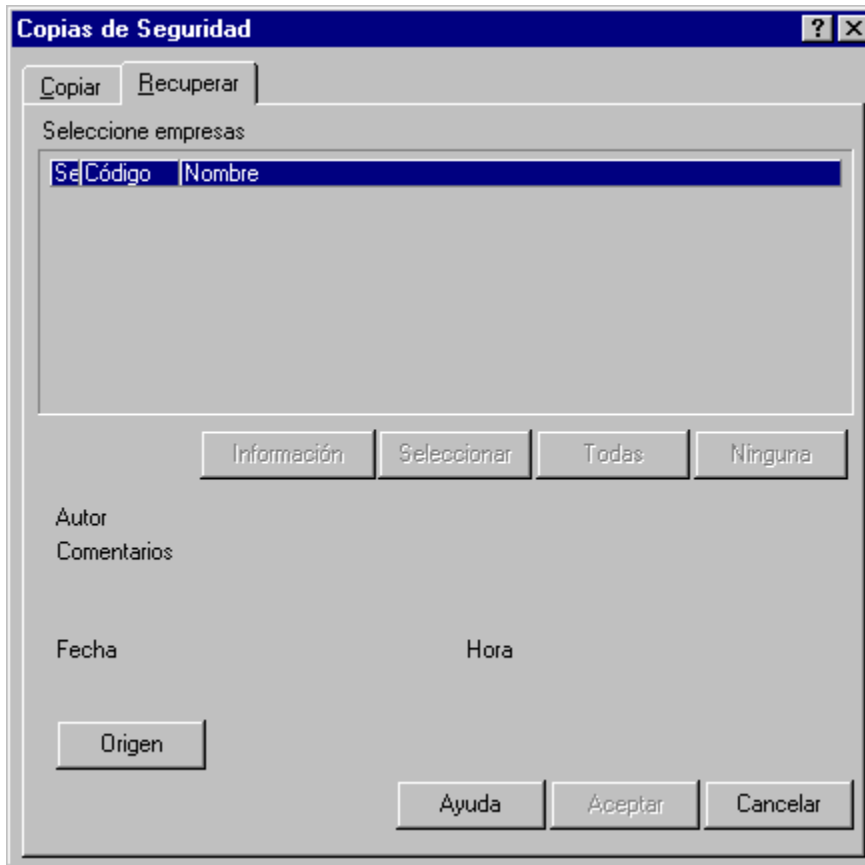 Copias de Seguridad ? X
Copiar Recuperar
Seleccione empresas
Se Código Nombre
Información Seleccionar Todas Ninguna
Autor
Comentarios
Fecha Hora
Origen
Ayuda Aceptar Cancelar